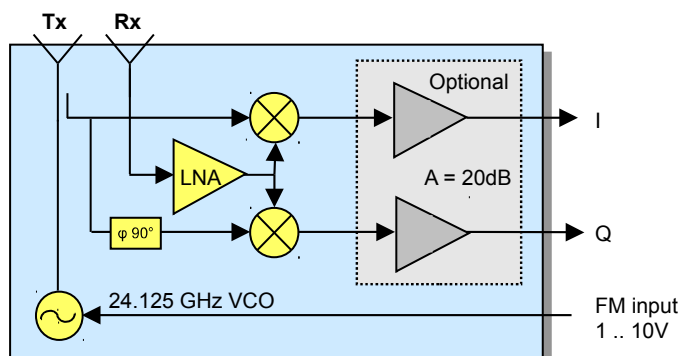 Tx
Rx
Optional
I
LNA
A = 20dB
φ 90°
Q
24.125 GHz VCO
FM input
1 .. 10V